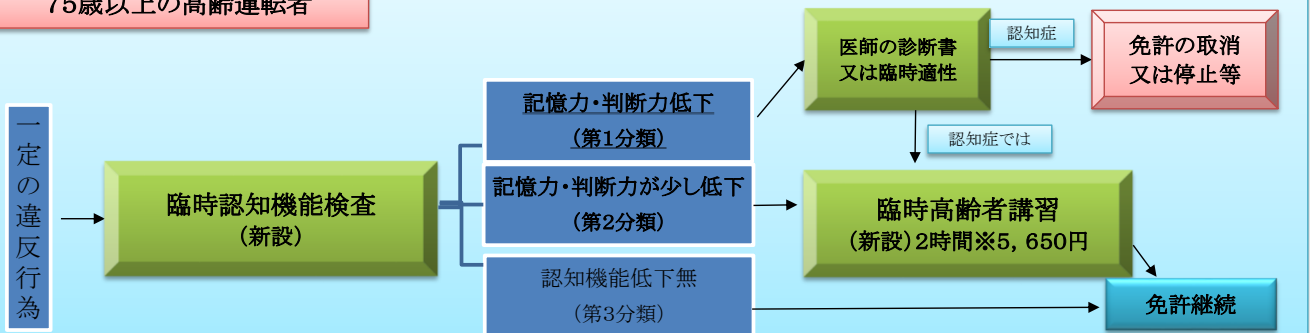 75歳以上の高齢運転者
一定の違反行為
臨時認知機能検査
(新設)
記憶力・判断力低下
(第1分類)
記憶力・判断力が少し低下
(第2分類)
認知機能低下無
(第3分類)
医師の診断書
又は臨時適性
認知症
免許の取消
又は停止等
認知症では
臨時高齢者講習
(新設)2時間※5,650円
免許継続